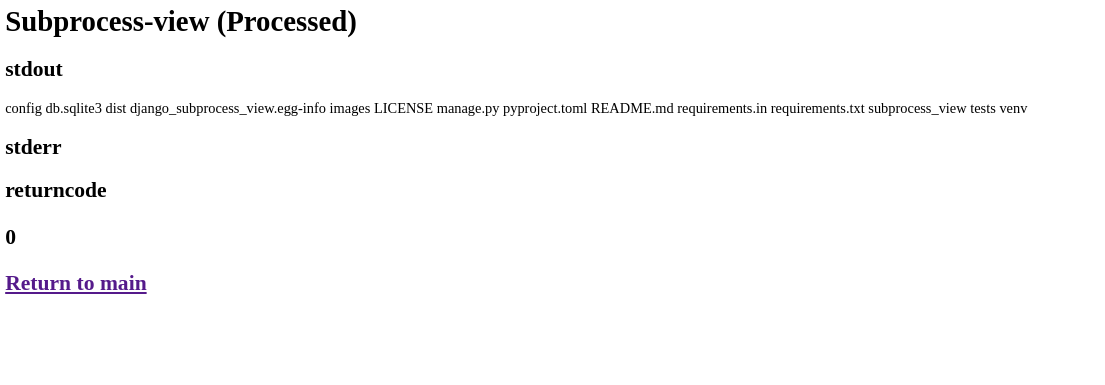 Subprocess-view (Processed)
stdout
config db.sqlite3 dist django_subprocess_view.egg-info images LICENSE manage.py pyproject.toml README.md requirements.in requirements.txt subprocess_view tests venv
stderr
returncode
0
Return to main